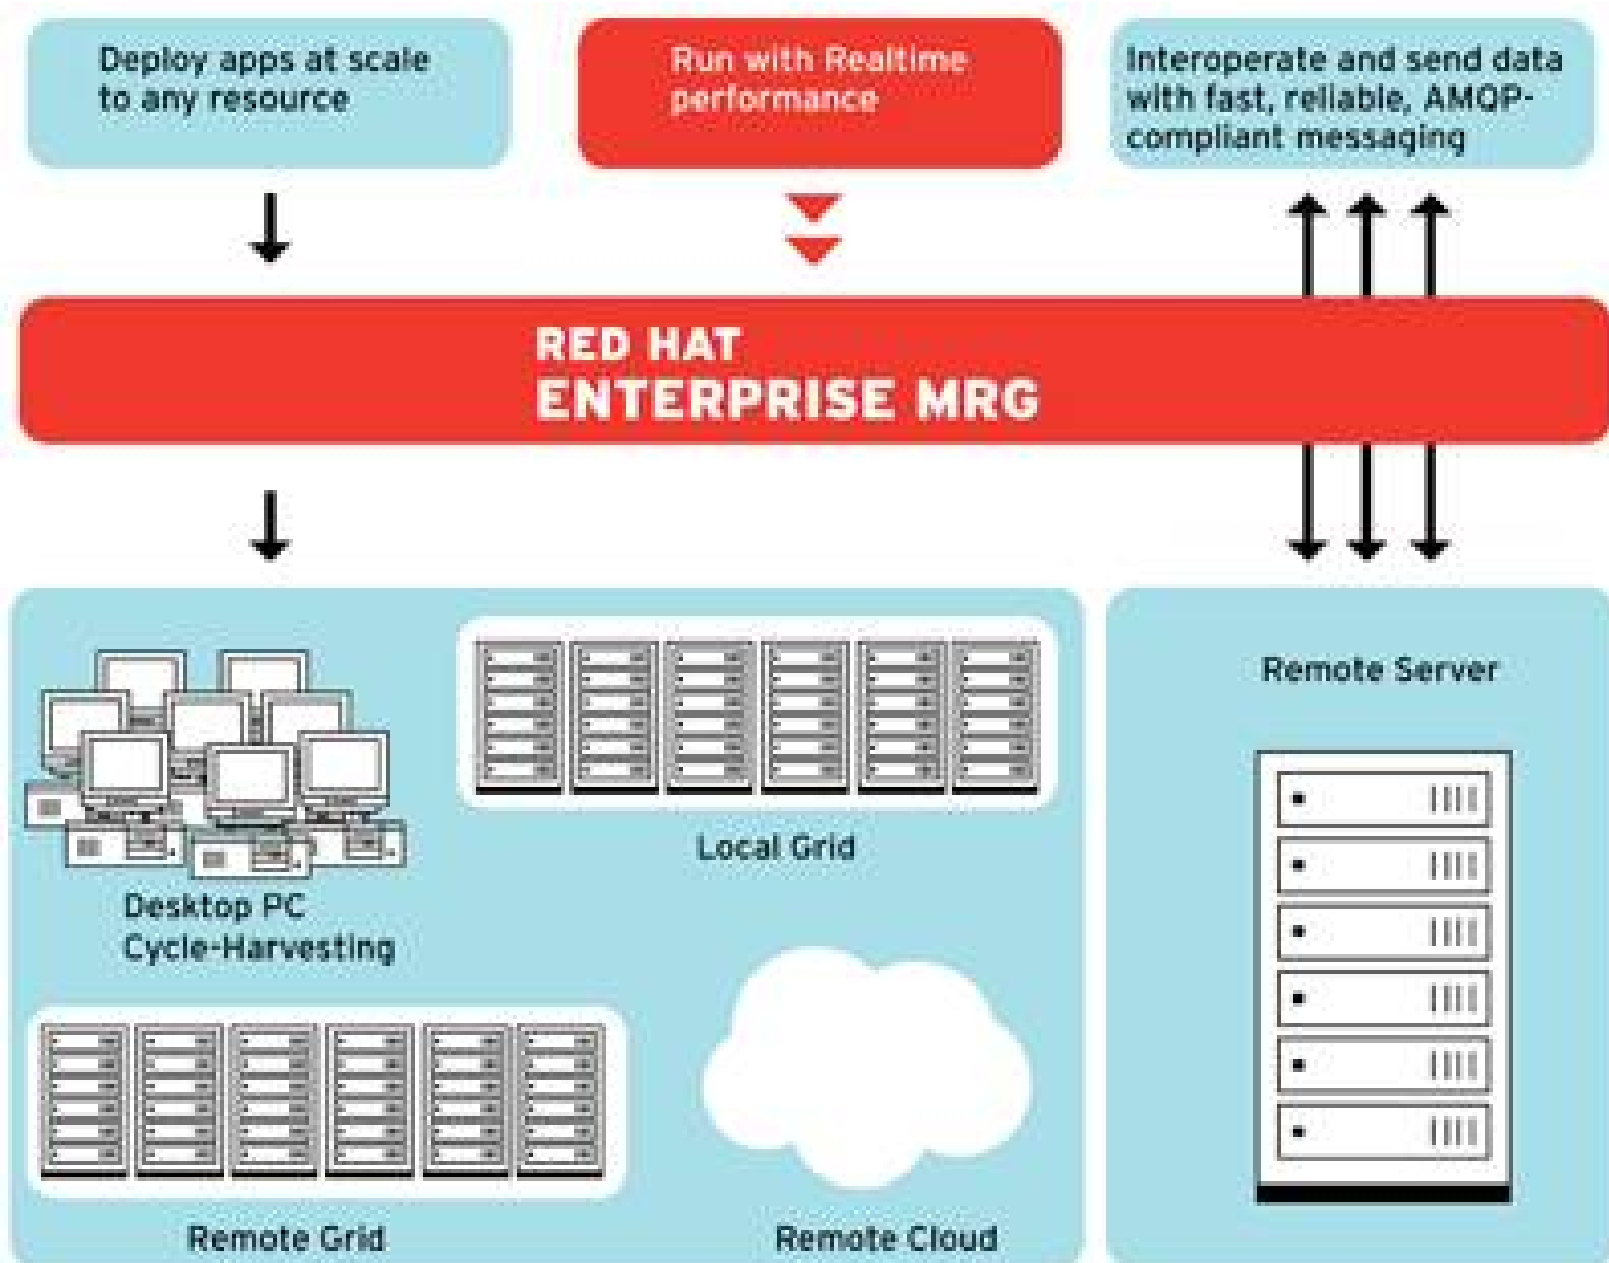 Deploy apps at scale
to any resource
Run with Realtime
performance
Interoperate and send data
with fast, reliable, AMQP-
compliant messaging
RED HAT
ENTERPRISE MRG
Remote Server
Local Grid
Desktop PC
Cycle-Harvesting
Remote Grid
Remote Cloud